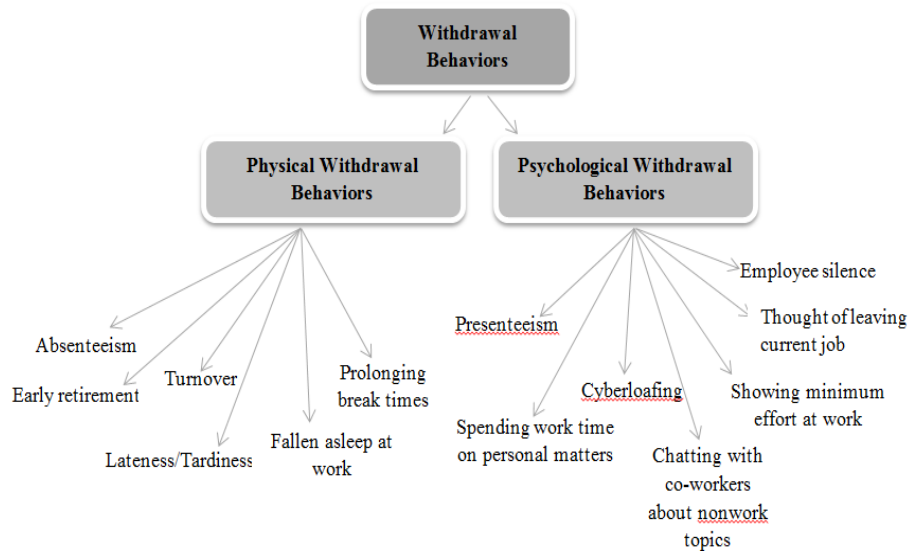 Withdrawal
Behaviors
Physical Withdrawal
Behaviors
Psychological Withdrawal
Behaviors
Absenteeism
Early retirement
Turnover
Lateness/Tardiness
Fallen asleep at
work
Prolonging
break times
Presenteeism
Spending work time
on personal matters
Cyberloafing
Chatting with
co-workers
about nonwork
topics
Showing minimum
effort at work
Thought of leaving
current job
Employee silence